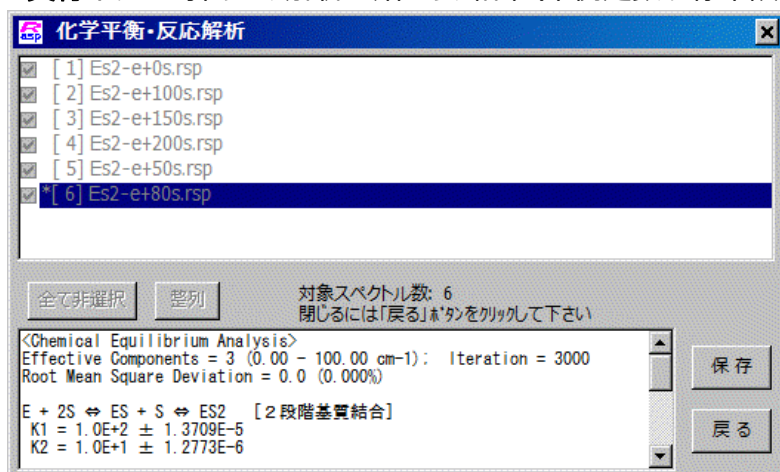 化学平衡・反応解析
[ 1] Es2-e+0s.rsp
[ 2] Es2-e+100s.rsp
[ 3] Es2-e+150s.rsp
[ 4] Es2-e+200s.rsp
[ 5] Es2-e+50s.rsp
*[ 6] Es2-e+80s.rsp
全て非選択
整列
対象スペクトル数: 6
閉じるには「戻る」ボタンをクリックして下さい
<Chemical Equilibrium Analysis>
Effective Components = 3 (0.00 - 100.00 cm-1); Iteration = 3000
Root Mean Square Deviation = 0.0 (0.000%)
E + 2S ⇔ ES + S ⇔ ES2 [２段階基質結合]
K1 = 1.0E+2 ± 1.3709E-5
K2 = 1.0E+1 ± 1.2773E-6
保存
戻る